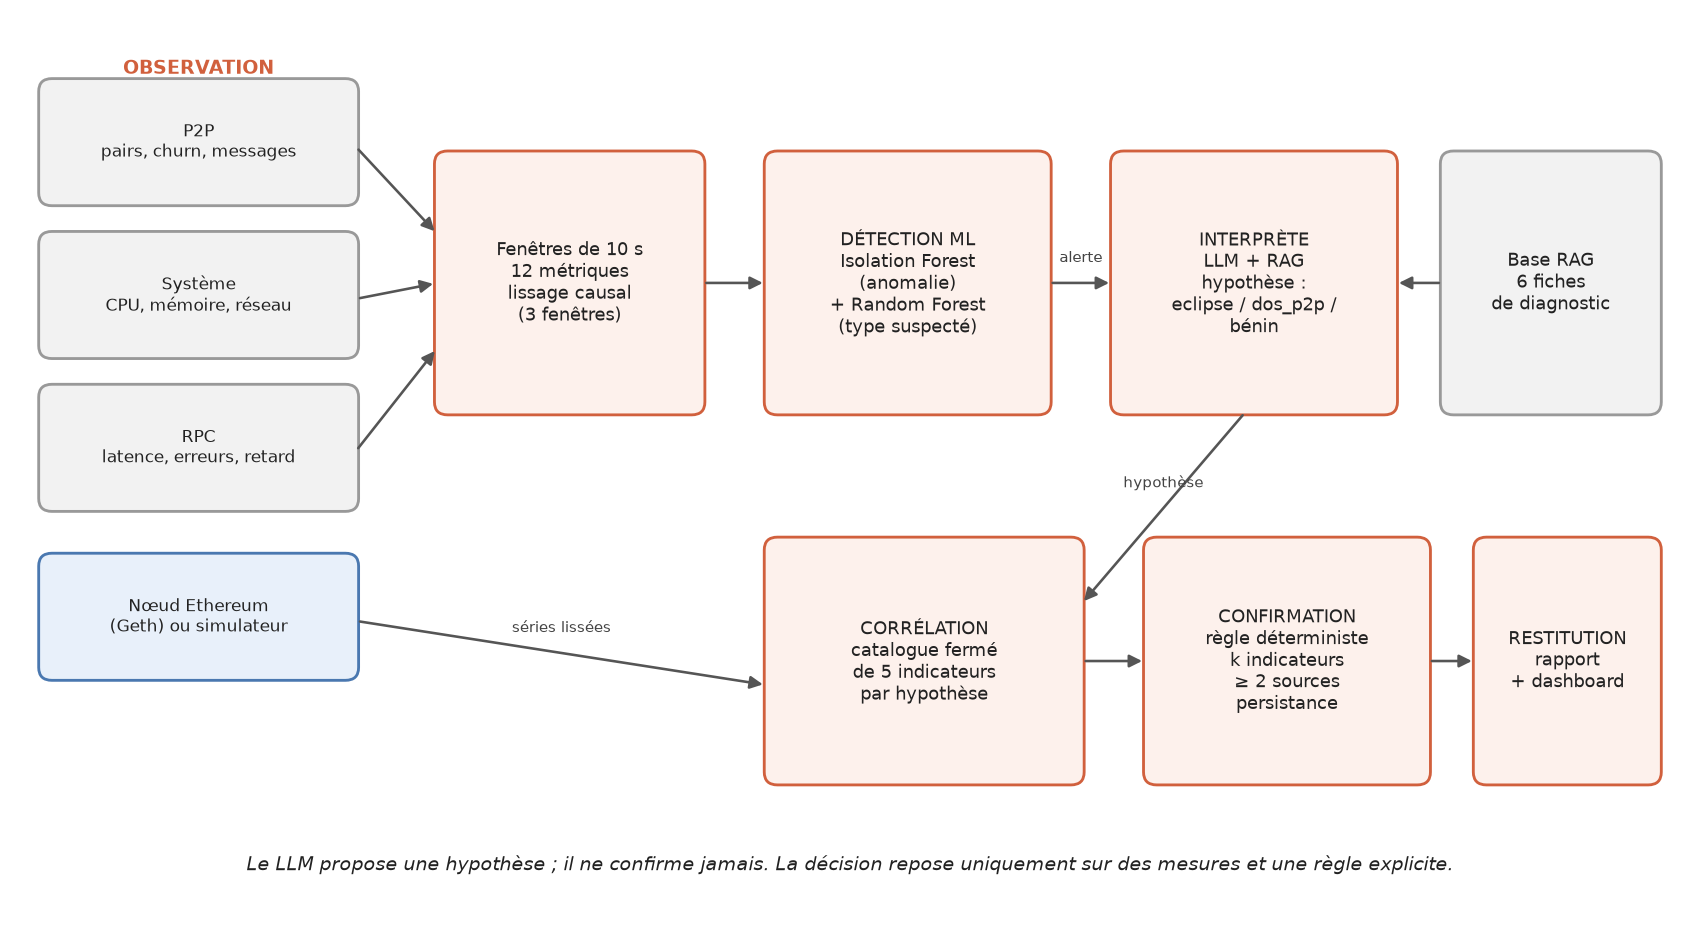 OBSERVATION
P2P
pairs, churn, messages
Système
CPU, mémoire, réseau
RPC
latence, erreurs, retard
Nœud Ethereum
(Geth) ou simulateur
Fenêtres de 10 s
12 métriques
lissage causal
(3 fenêtres)
DÉTECTION ML
Isolation Forest
(anomalie)
+ Random Forest
(type suspecté)
alerte
INTERPRÈTE
LLM + RAG
hypothèse :
eclipse / dos_p2p /
bénin
Base RAG
6 fiches
de diagnostic
hypothèse
séries lissées
CORRÉLATION
catalogue fermé
de 5 indicateurs
par hypothèse
CONFIRMATION
règle déterministe
k indicateurs
≥ 2 sources
persistance
RESTITUTION
rapport
+ dashboard
Le LLM propose une hypothèse ; il ne confirme jamais. La décision repose uniquement sur des mesures et une règle explicite.